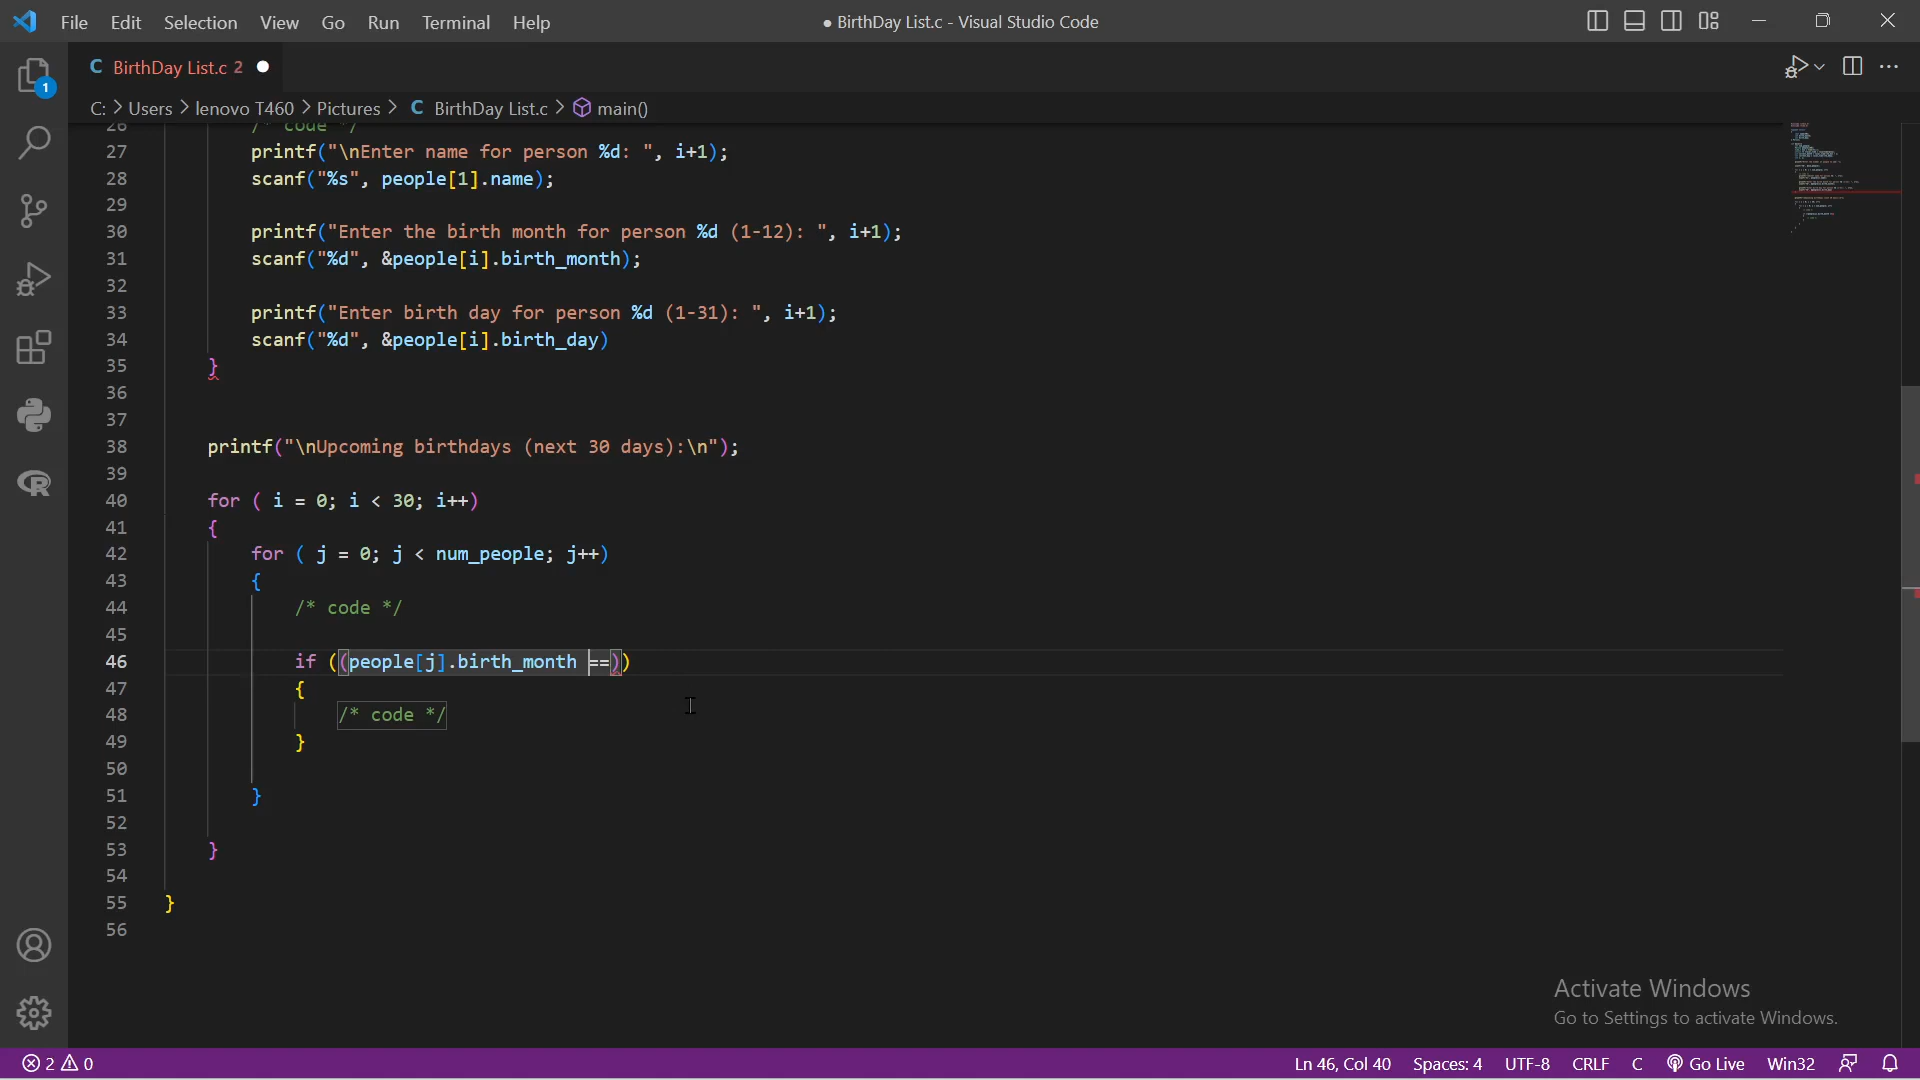 File Edit Selection View Go Run Terminal Help
● BirthDay List.c - Visual Studio Code
C BirthDay List.c 2 ●
1
C: > Users > lenovo T460 > Pictures > C BirthDay List.c > main()
26 /* code */
27 printf("\nEnter name for person %d: ", i+1);
28 scanf("%s", people[1].name);
29
30 printf("Enter the birth month for person %d (1-12): ", i+1);
31 scanf("%d", &people[i].birth_month);
32
33 printf("Enter birth day for person %d (1-31): ", i+1);
34 scanf("%d", &people[i].birth_day)
35 }
36
37
38 printf("\nUpcoming birthdays (next 30 days):\n");
39
40 for ( i = 0; i < 30; i++)
41 {
42 for ( j = 0; j < num_people; j++)
43 {
44 /* code */
45
46 if ((people[j].birth_month ==))
47 {
48 /* code */
49 }
50
51 }
52
53 }
54
55 }
56
Activate Windows
Go to Settings to activate Windows.
2 0 Ln 46, Col 40 Spaces: 4 UTF-8 CRLF C Go Live Win32